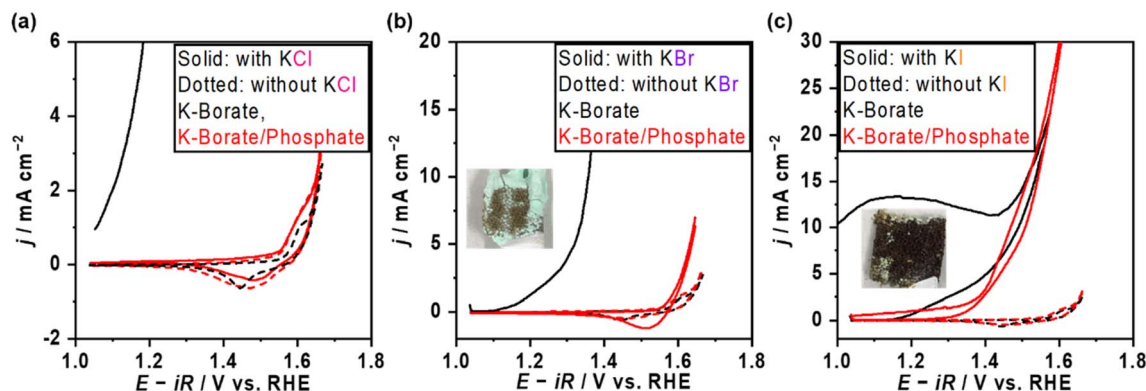 (a)
6
4
2
0
-2
1.0
1.2
1.4
1.6
1.8
j / mA cm−2
E − iR / V vs. RHE
Solid: with KCl
Dotted: without KCl
K-Borate,
K-Borate/Phosphate
(b)
20
15
10
5
0
1.0
1.2
1.4
1.6
1.8
j / mA cm−2
E − iR / V vs. RHE
Solid: with KBr
Dotted: without KBr
K-Borate
K-Borate/Phosphate
(c)
30
25
20
15
10
5
0
1.0
1.2
1.4
1.6
1.8
j / mA cm−2
E − iR / V vs. RHE
Solid: with KI
Dotted: without KI
K-Borate
K-Borate/Phosphate